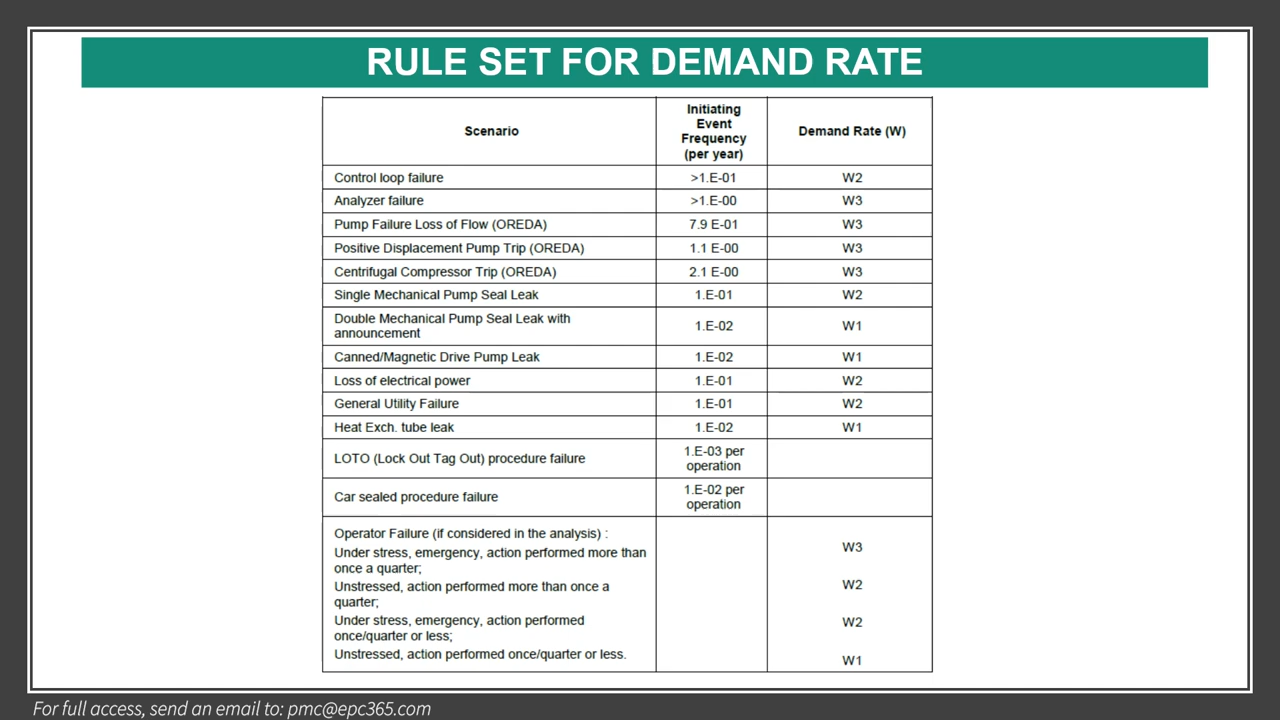 RULE SET FOR DEMAND RATE
Scenario
Initiating
Event
Frequency
(per year)
Demand Rate (W)
Control loop failure >1.E-01 W2
Analyzer failure >1.E-00 W3
Pump Failure Loss of Flow (OREDA) 7.9 E-01 W3
Positive Displacement Pump Trip (OREDA) 1.1 E-00 W3
Centrifugal Compressor Trip (OREDA) 2.1 E-00 W3
Single Mechanical Pump Seal Leak 1.E-01 W2
Double Mechanical Pump Seal Leak with
announcement
1.E-02 W1
Canned/Magnetic Drive Pump Leak 1.E-02 W1
Loss of electrical power 1.E-01 W2
General Utility Failure 1.E-01 W2
Heat Exch. tube leak 1.E-02 W1
LOTO (Lock Out Tag Out) procedure failure
1.E-03 per
operation
Car sealed procedure failure
1.E-02 per
operation
Operator Failure (if considered in the analysis) :
Under stress, emergency, action performed more than
once a quarter;
W3
Unstressed, action performed more than once a
quarter;
W2
Under stress, emergency, action performed
once/quarter or less;
W2
Unstressed, action performed once/quarter or less.
W1
For full access, send an email to: pmc@epc365.com